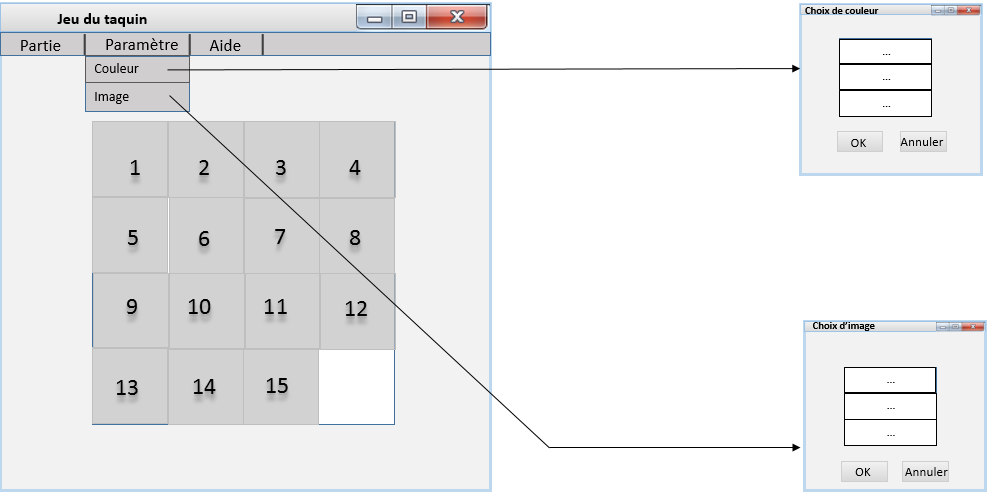 Jeu du taquin
Partie Paramètre Aide
Couleur
Image
1 2 3 4
5 6 7 8
9 10 11 12
13 14 15
Choix de couleur
...
...
...
OK Annuler
Choix d'image
...
...
...
OK Annuler